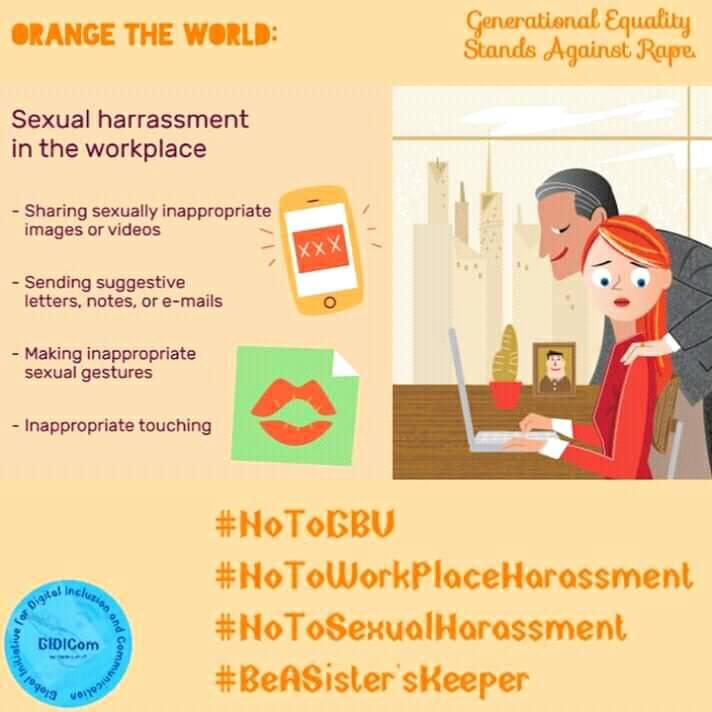 ORANGE THE WORLD:
Generational Equality
Stands Against Rape.
Sexual harrassment
in the workplace
- Sharing sexually inappropriate
images or videos
- Sending suggestive
letters, notes, or e-mails
- Making inappropriate
sexual gestures
- Inappropriate touching
XXX
#NoToGBV
#NoToWorkPlaceHarassment
#NoToSexualHarassment
#BeASister'sKeeper
Global Initiative for Digital Inclusion and Communication
GIDICom